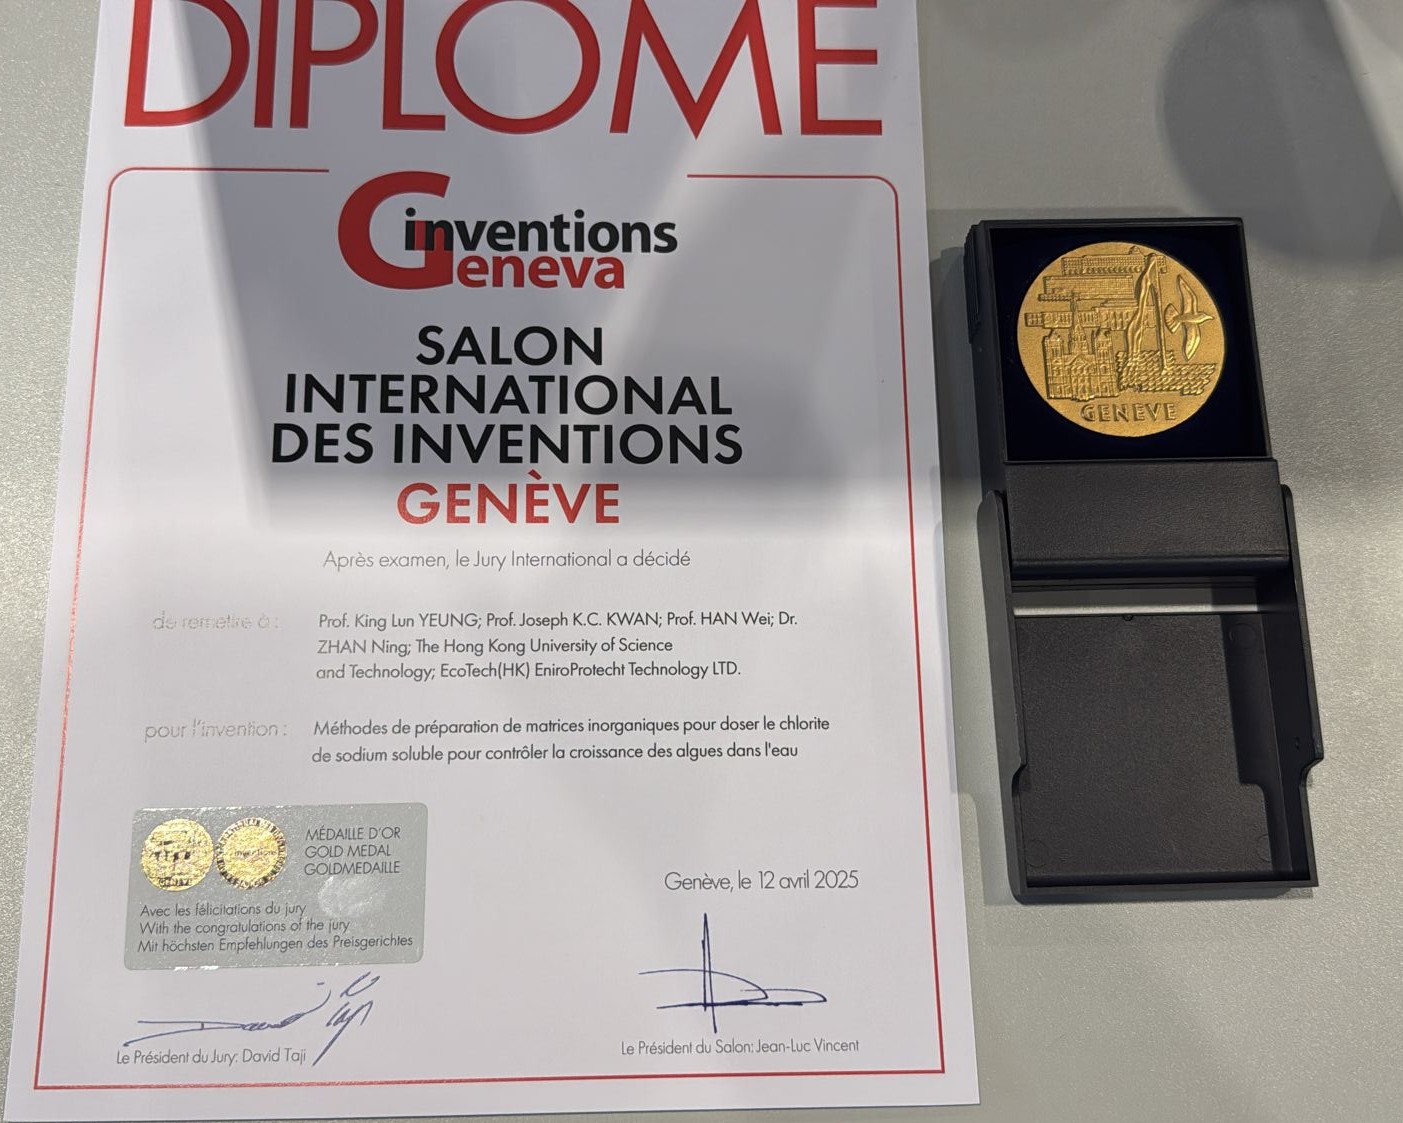 DIPLOME
inventions
Geneva
SALON
INTERNATIONAL
DES INVENTIONS
GENÈVE
Après examen, le Jury International a décidé
de remettre à :
Prof. King Lun YEUNG; Prof. Joseph K.C. KWAN; Prof. HAN Wei; Dr.
ZHAN Ning; The Hong Kong University of Science
and Technology; EcoTech(HK) EniroProtecht Technology LTD.
pour l'invention :
Méthodes de préparation de matrices inorganiques pour doser le chlorite
de sodium soluble pour contrôler la croissance des algues dans l'eau
MÉDAILLE D'OR
GOLD MEDAL
GOLDMEDAILLE
Avec les félicitations du jury
With the congratulations of the jury
Mit höchsten Empfehlungen des Preisgerichtes
Genève, le 12 avril 2025
Le Président du Jury: David Taji
Le Président du Salon: Jean-Luc Vincent
GENEVE